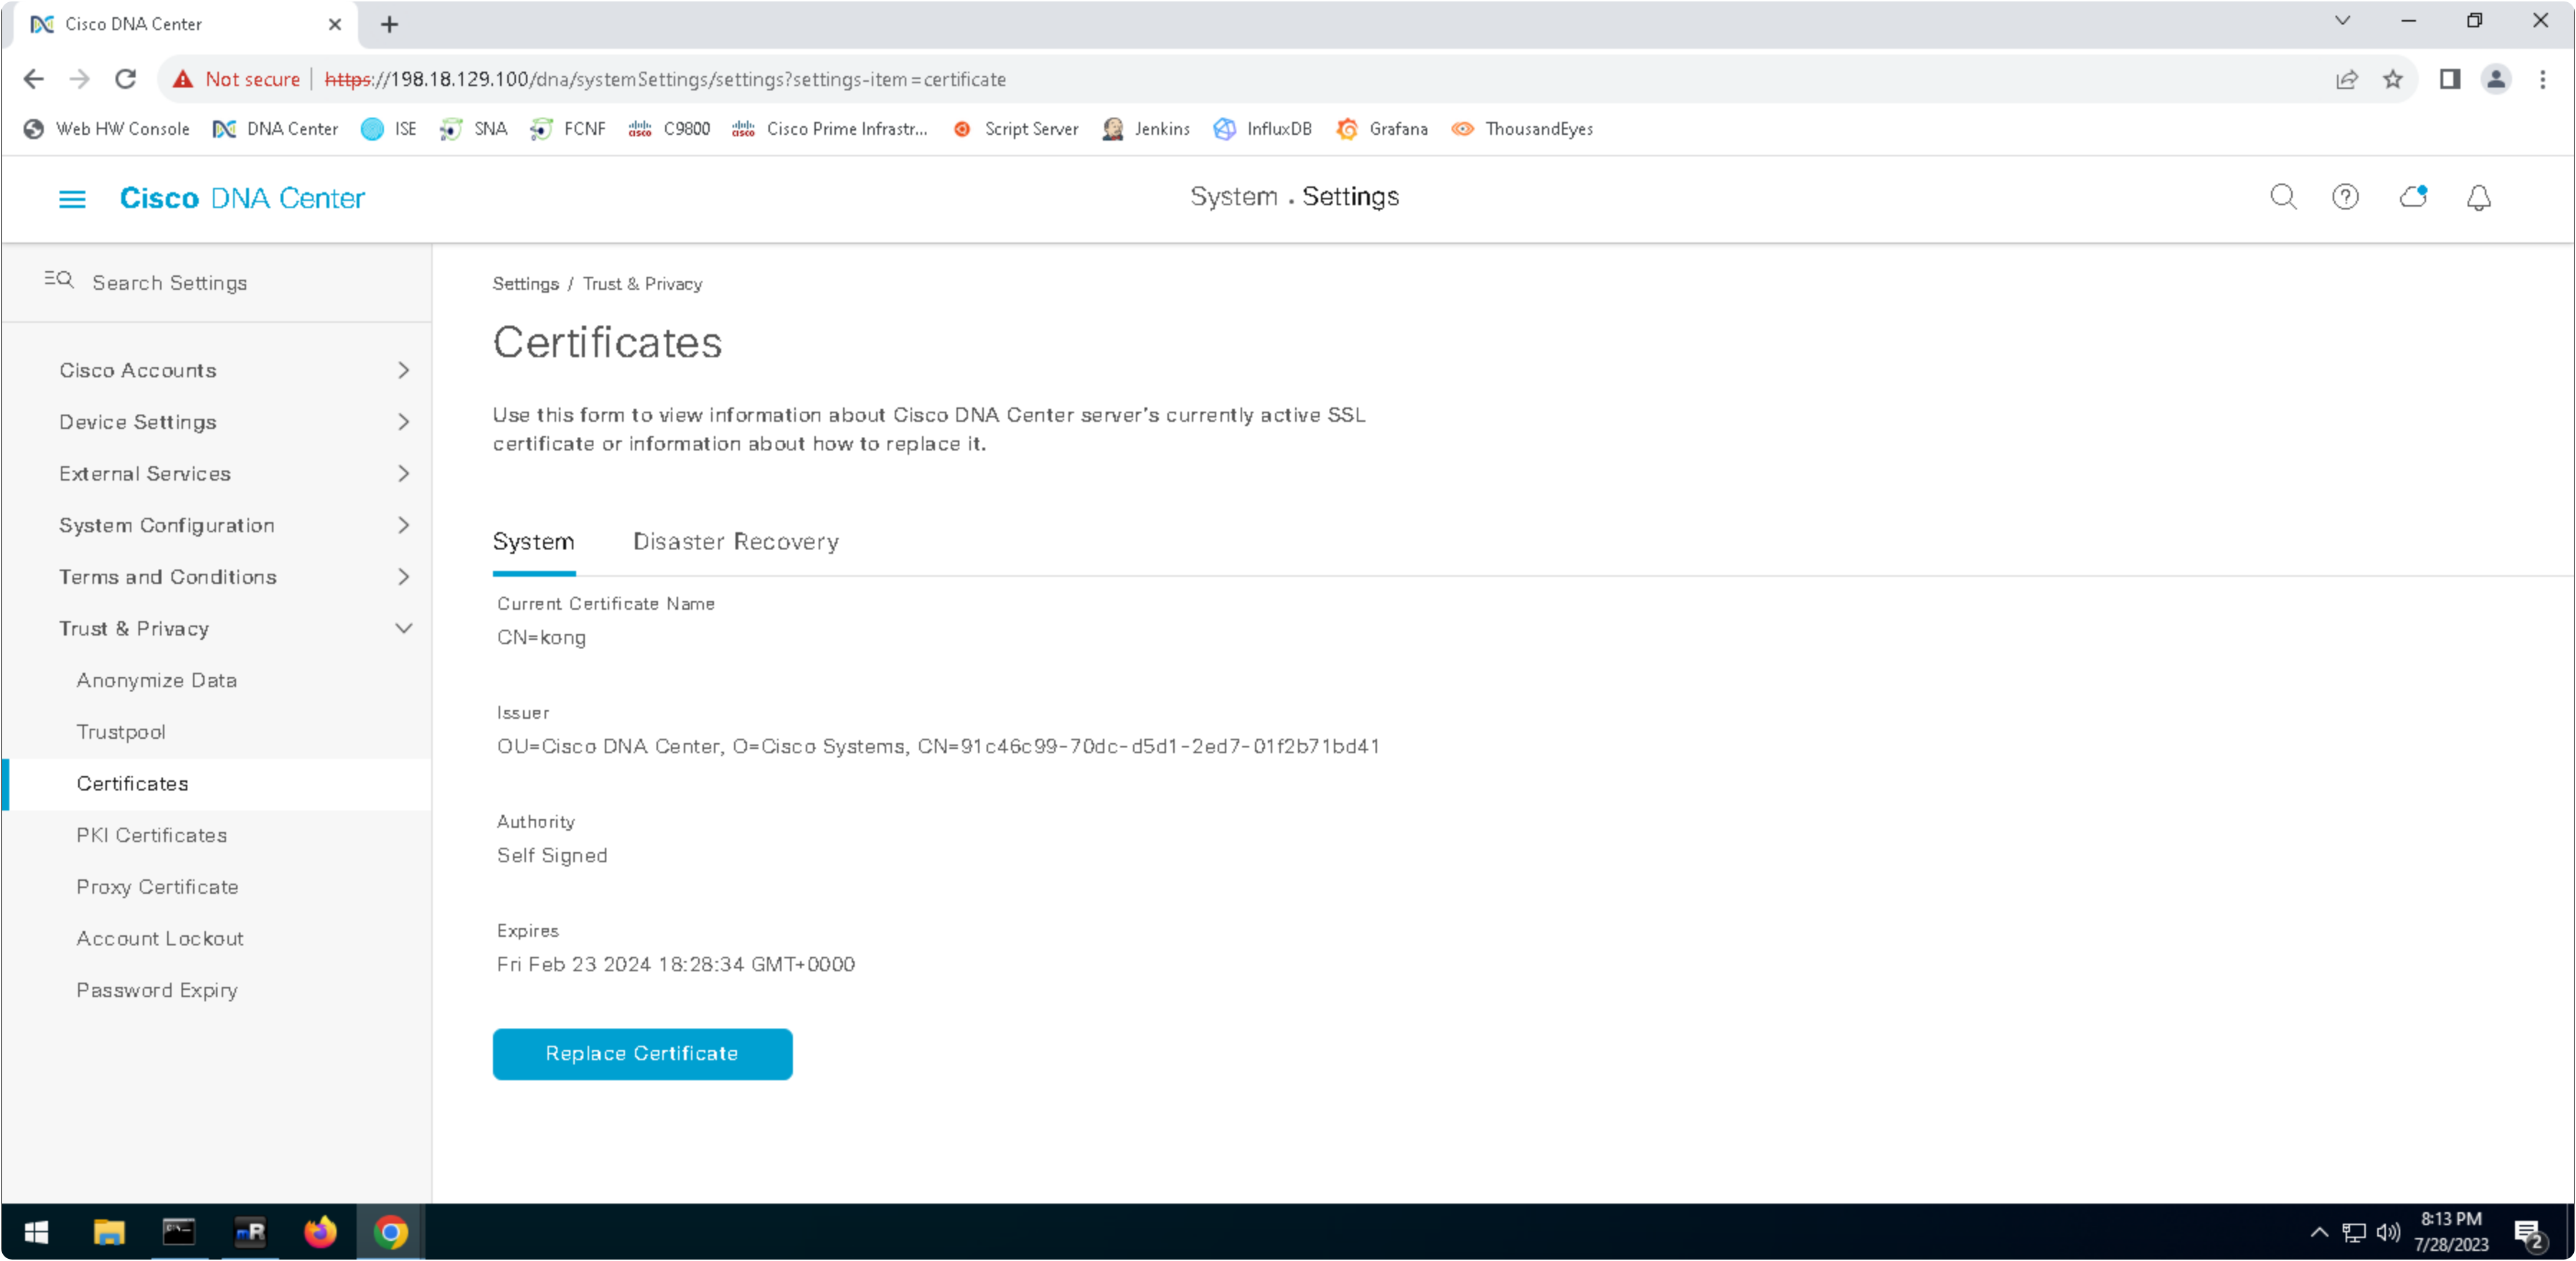 Cisco DNA Center
Not secure | https://198.18.129.100/dna/systemSettings/settings?settings-item=certificate
Web HW Console DNA Center ISE SNA FCNF C9800 Cisco Prime Infrastr... Script Server Jenkins InfluxDB Grafana ThousandEyes
Cisco DNA Center
System . Settings
Search Settings
Cisco Accounts
Device Settings
External Services
System Configuration
Terms and Conditions
Trust & Privacy
Anonymize Data
Trustpool
Certificates
PKI Certificates
Proxy Certificate
Account Lockout
Password Expiry
Settings / Trust & Privacy
Certificates
Use this form to view information about Cisco DNA Center server's currently active SSL
certificate or information about how to replace it.
System Disaster Recovery
Current Certificate Name
CN=kong
Issuer
OU=Cisco DNA Center, O=Cisco Systems, CN=91c46c99-70dc-d5d1-2ed7-01f2b71bd41
Authority
Self Signed
Expires
Fri Feb 23 2024 18:28:34 GMT+0000
Replace Certificate
mR
8:13 PM
7/28/2023
2